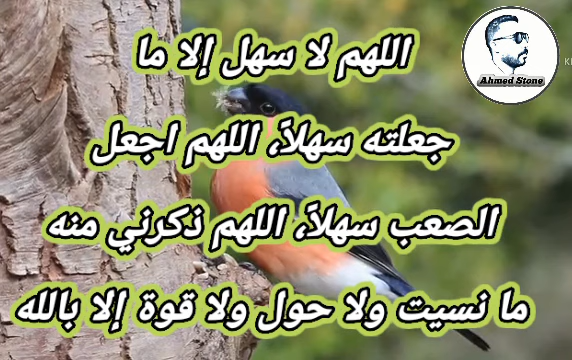 اللهم لا سهل إلا ما
جعلته سهلاً، اللهم اجعل
الصعب سهلاً، اللهم ذكرني منه
ما نسيت ولا حول ولا قوة إلا بالله
Ahmed Stone